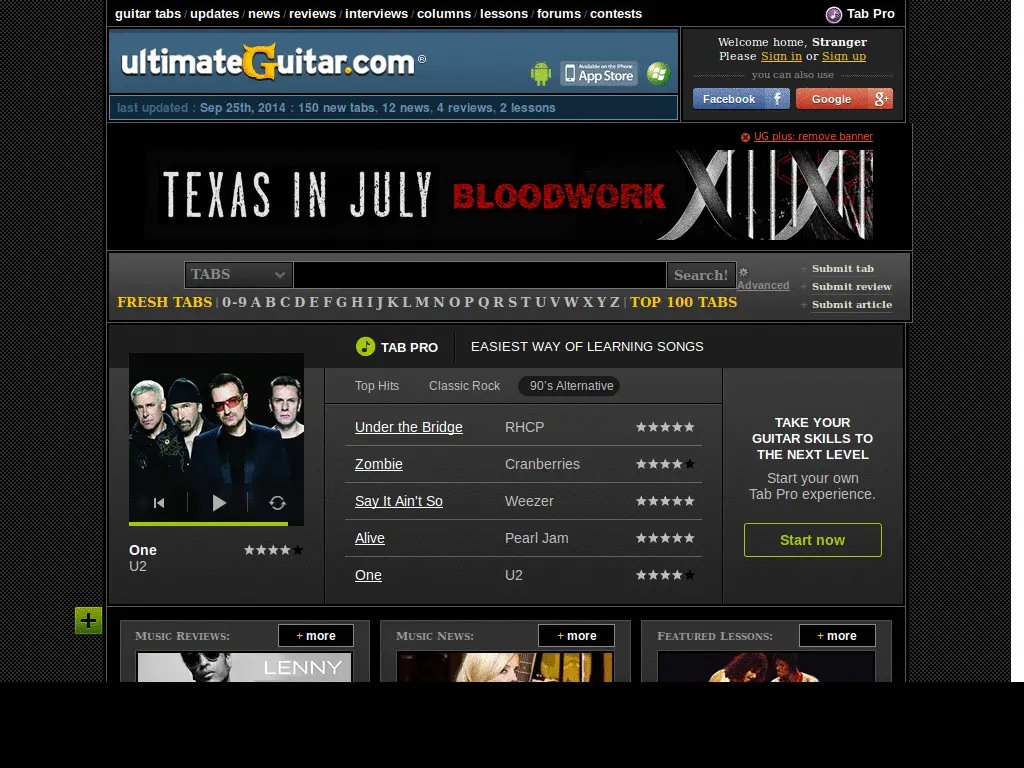 guitar tabs / updates / news / reviews / interviews / columns / lessons / forums / contests
Tab Pro
ultimateGuitar.com®
Available on the iPhone
App Store
Welcome home, Stranger
Please Sign in or Sign up
you can also use
Facebook f
Google g+
last updated : Sep 25th, 2014 : 150 new tabs, 12 news, 4 reviews, 2 lessons
UG plus: remove banner
TEXAS IN JULY BLOODWORK
TABS
Search!
Advanced
+ Submit tab
+ Submit review
+ Submit article
FRESH TABS | 0-9 A B C D E F G H I J K L M N O P Q R S T U V W X Y Z | TOP 100 TABS
TAB PRO
EASIEST WAY OF LEARNING SONGS
Top Hits
Classic Rock
90's Alternative
Under the Bridge RHCP
Zombie Cranberries
Say It Ain't So Weezer
Alive Pearl Jam
One U2
One
U2
TAKE YOUR
GUITAR SKILLS TO
THE NEXT LEVEL
Start your own
Tab Pro experience.
Start now
+
Music Reviews:
+ more
LENNY
Music News:
+ more
Featured Lessons:
+ more